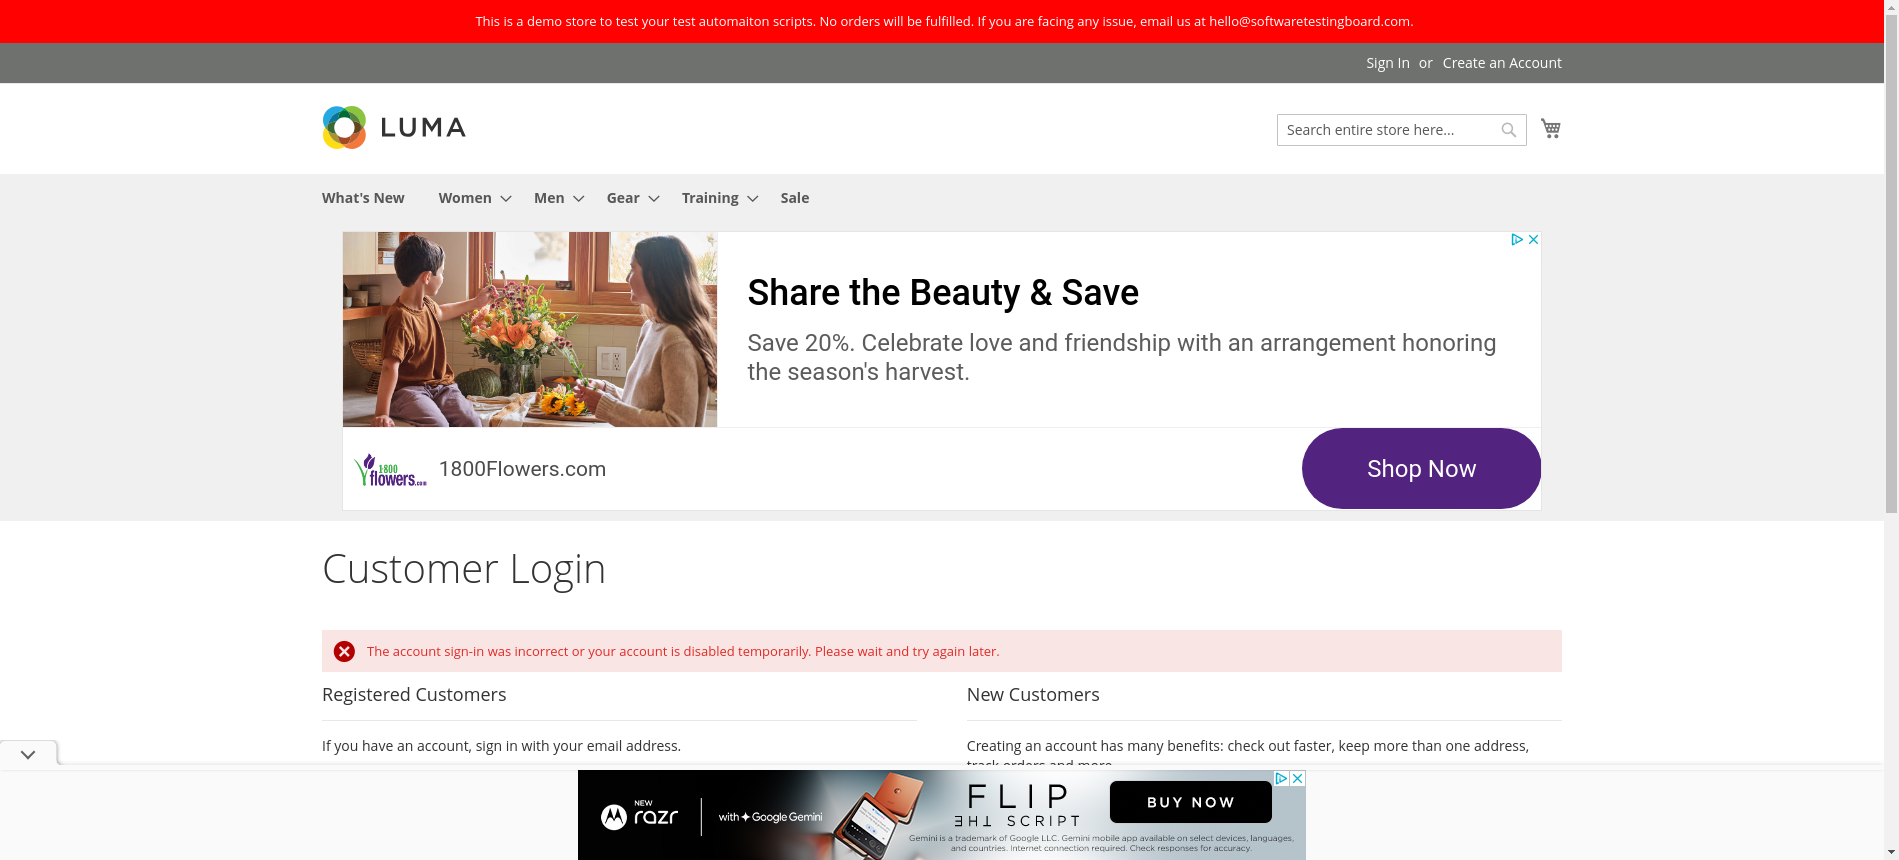 This is a demo store to test your test automaiton scripts. No orders will be fulfilled. If you are facing any issue, email us at hello@softwaretestingboard.com.
Sign In or Create an Account
LUMA
Search entire store here...
What's New Women Men Gear Training Sale
Share the Beauty & Save
Save 20%. Celebrate love and friendship with an arrangement honoring
the season's harvest.
1·800
flowers.com
1800Flowers.com
Shop Now
Customer Login
The account sign-in was incorrect or your account is disabled temporarily. Please wait and try again later.
Registered Customers
If you have an account, sign in with your email address.
New Customers
Creating an account has many benefits: check out faster, keep more than one address,
track orders and more.
NEW
razr
with Google Gemini
FLIP
THE SCRIPT
BUY NOW
Gemini is a trademark of Google LLC. Gemini mobile app available on select devices, languages,
and countries. Internet connection required. Check responses for accuracy.